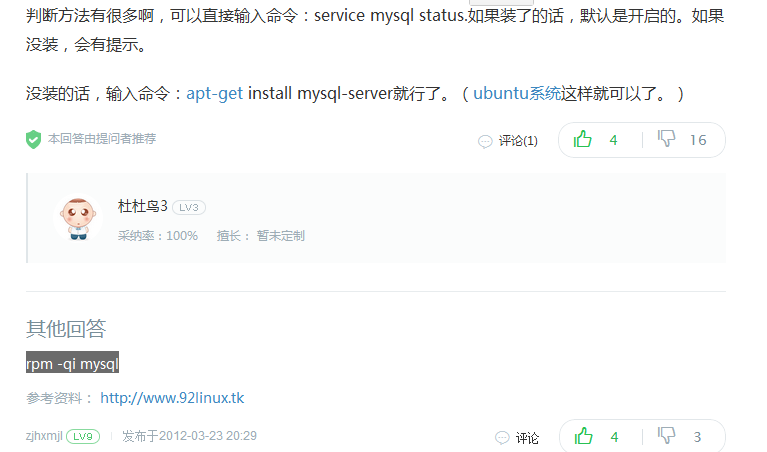 判断方法有很多啊，可以直接输入命令：service mysql status.如果装了的话，默认是开启的。如果
没装，会有提示。
没装的话，输入命令：apt-get install mysql-server就行了。（ubuntu系统这样就可以了。）
本回答由提问者推荐
评论(1) 4 16
杜杜鸟3 LV3
采纳率：100% 擅长： 暂未定制
其他回答
rpm -qi mysql
参考资料： http://www.92linux.tk
zjhxmjl LV9 发布于2012-03-23 20:29 评论 4 3